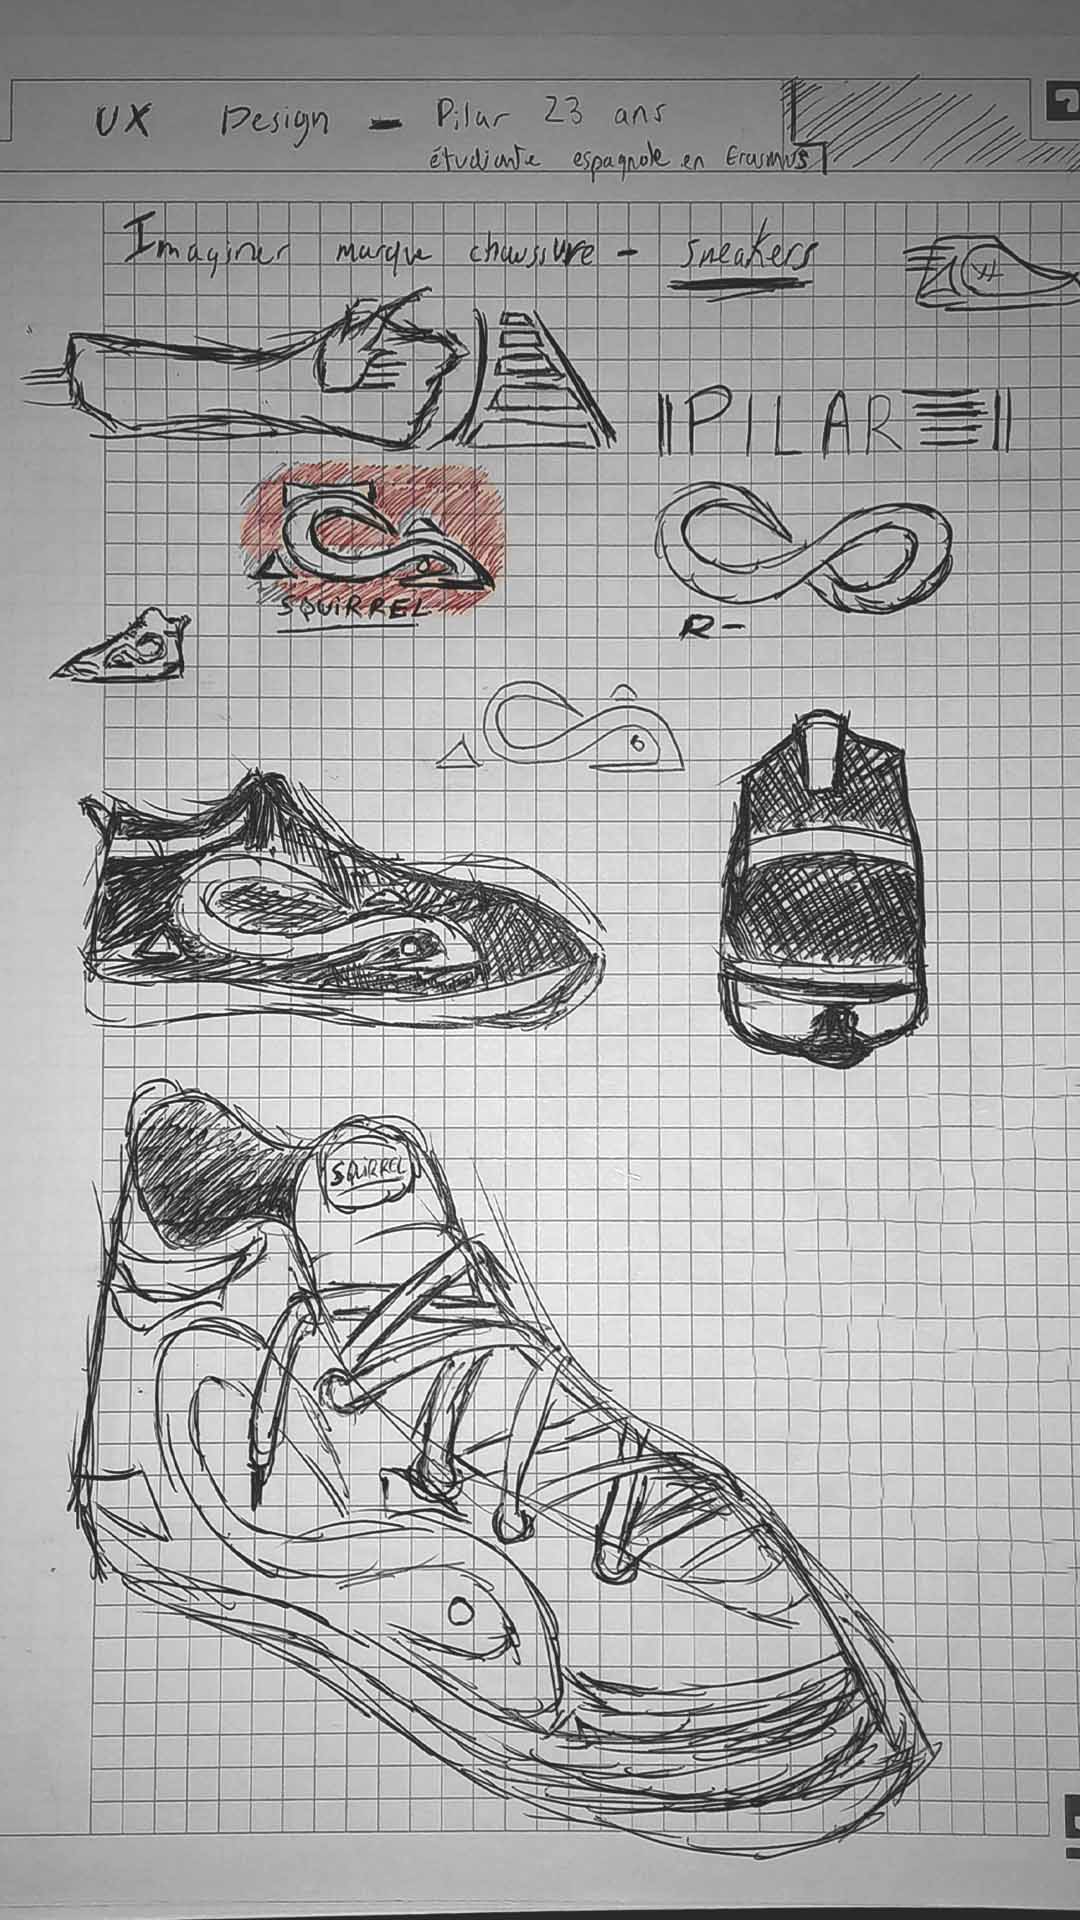 UX Design - Pilar 23 ans
étudiante espagnole en Erasmus
Imaginer marque chaussure - sneakers
PILAR
SQUIRREL
R-
SQUIRREL